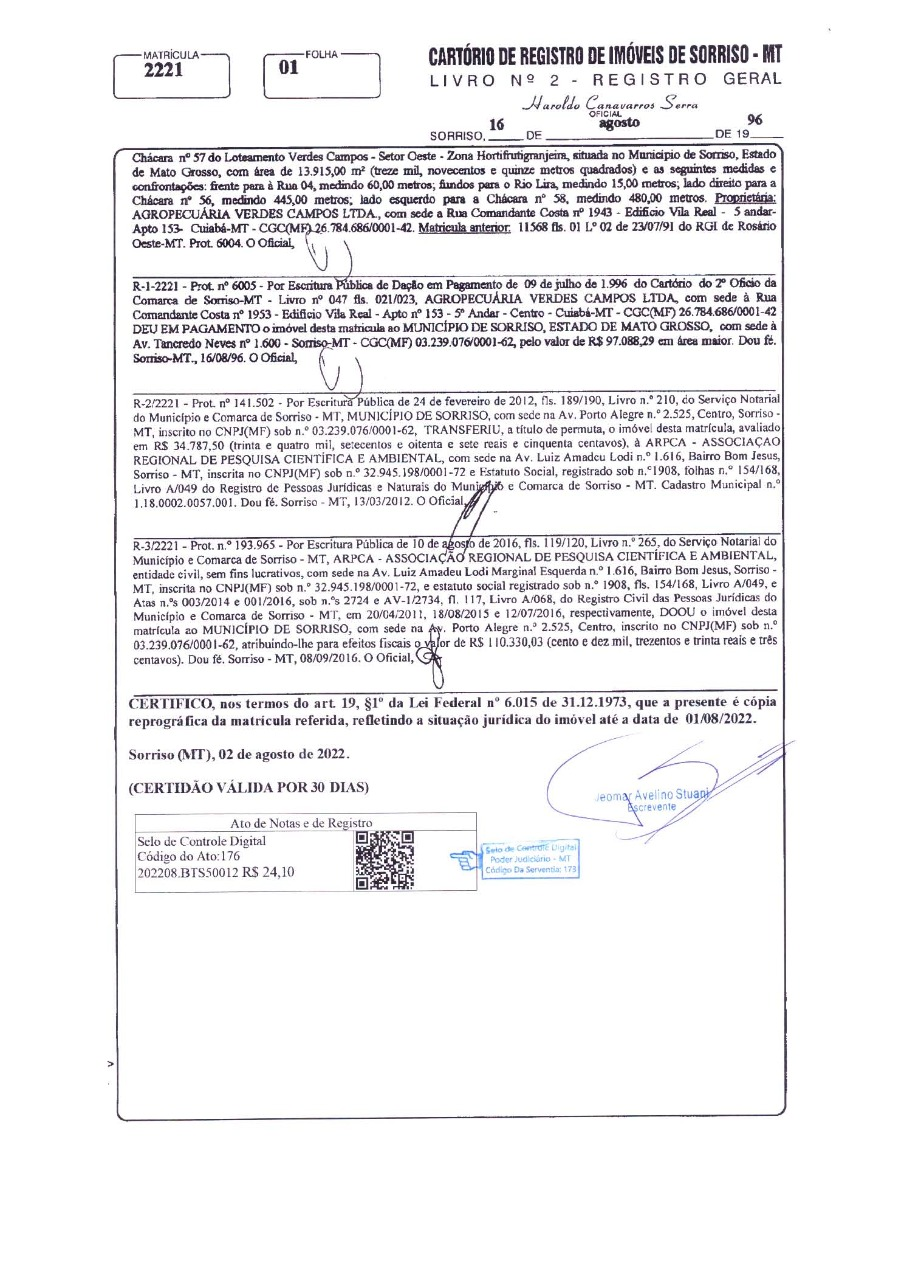 MATRÍCULA
2221
FOLHA
01
CARTÓRIO DE REGISTRO DE IMÓVEIS DE SORRISO - MT
LIVRO Nº 2 - REGISTRO GERAL
Haroldo Canavarros Serra
OFICIAL
SORRISO, 16 DE agosto DE 19 96
Chácara nº 57 do Loteamento Verdes Campos - Setor Oeste - Zona Hortifrutigranjeira, situada no Municipio de Sorriso, Estado
de Mato Grosso, com área de 13.915,00 m² (treze mil, novecentos e quinze metros quadrados) e as seguintes medidas e
confrontações: frente para à Rua 04, medindo 60,00 metros; fundos para o Rio Lira, medindo 15,00 metros; lado direito para a
Chácara nº 56, medindo 445,00 metros; lado esquerdo para a Chácara nº 58, medindo 480,00 metros. Proprietária:
AGROPECUÁRIA VERDES CAMPOS LTDA., com sede a Rua Comandante Costa nº 1943 - Edificio Vila Real - 5 andar-
Apto 153- Cuiabá-MT - CGC(MF) 26.784.686/0001-42. Matricula anterior: 11568 fls. 01 Lº 02 de 23/07/91 do RGI de Rosário
Oeste-MT. Prot. 6004. O Oficial,
R-1-2221 - Prot. nº 6005 - Por Escritura Pública de Dação em Pagamento de 09 de julho de 1.996 do Cartório do 2º Oficio da
Comarca de Sorriso-MT - Livro nº 047 fls. 021/023, AGROPECUÁRIA VERDES CAMPOS LTDA, com sede à Rua
Comandante Costa nº 1953 - Edificio Vila Real - Apto nº 153 - 5º Andar - Centro - Cuiabá-MT - CGC(MF) 26.784.686/0001-42
DEU EM PAGAMENTO o imóvel desta matricula ao MUNICÍPIO DE SORRISO, ESTADO DE MATO GROSSO, com sede à
Av. Tancredo Neves nº 1.600 - Sorriso-MT - CGC(MF) 03.239.076/0001-62, pelo valor de R$ 97.088,29 em área maior. Dou fé.
Sorriso-MT., 16/08/96. O Oficial,
R-2/2221 - Prot. nº 141.502 - Por Escritura Pública de 24 de fevereiro de 2012, fls. 189/190, Livro n.º 210, do Serviço Notarial
do Município e Comarca de Sorriso - MT, MUNICÍPIO DE SORRISO, com sede na Av. Porto Alegre n.º 2.525, Centro, Sorriso -
MT, inscrito no CNPJ(MF) sob n.º 03.239.076/0001-62, TRANSFERIU, a título de permuta, o imóvel desta matrícula, avaliado
em R$ 34.787,50 (trinta e quatro mil, setecentos e oitenta e sete reais e cinquenta centavos), à ARPCA - ASSOCIAÇÃO
REGIONAL DE PESQUISA CIENTÍFICA E AMBIENTAL, com sede na Av. Luiz Amadeu Lodi n.º 1.616, Bairro Bom Jesus,
Sorriso - MT, inscrita no CNPJ(MF) sob n.º 32.945.198/0001-72 e Estatuto Social, registrado sob n.º1908, folhas n.º 154/168,
Livro A/049 do Registro de Pessoas Jurídicas e Naturais do Município e Comarca de Sorriso - MT. Cadastro Municipal n.º
1.18.0002.0057.001. Dou fé. Sorriso - MT, 13/03/2012. O Oficial,
R-3/2221 - Prot. n.º 193.965 - Por Escritura Pública de 10 de agosto de 2016, fls. 119/120, Livro n.º 265, do Serviço Notarial do
Município e Comarca de Sorriso - MT, ARPCA - ASSOCIAÇÃO REGIONAL DE PESQUISA CIENTÍFICA E AMBIENTAL,
entidade civil, sem fins lucrativos, com sede na Av. Luiz Amadeu Lodi Marginal Esquerda n.º 1.616, Bairro Bom Jesus, Sorriso -
MT, inscrita no CNPJ(MF) sob n.º 32.945.198/0001-72, e estatuto social registrado sob n.º 1908, fls. 154/168, Livro A/049, e
Atas n.ºs 003/2014 e 001/2016, sob n.ºs 2724 e AV-1/2734, fl. 117, Livro A/068, do Registro Civil das Pessoas Jurídicas do
Município e Comarca de Sorriso - MT, em 20/04/2011, 18/08/2015 e 12/07/2016, respectivamente, DOOU o imóvel desta
matrícula ao MUNICÍPIO DE SORRISO, com sede na Av. Porto Alegre n.º 2.525, Centro, inscrito no CNPJ(MF) sob n.º
03.239.076/0001-62, atribuindo-lhe para efeitos fiscais o valor de R$ 110.330,03 (cento e dez mil, trezentos e trinta reais e três
centavos). Dou fé. Sorriso - MT, 08/09/2016. O Oficial,
CERTIFICO, nos termos do art. 19, §1º da Lei Federal nº 6.015 de 31.12.1973, que a presente é cópia
reprográfica da matrícula referida, refletindo a situação jurídica do imóvel até a data de 01/08/2022.
Sorriso (MT), 02 de agosto de 2022.
(CERTIDÃO VÁLIDA POR 30 DIAS)
Jeomar Avelino Stuani
Escrevente
Ato de Notas e de Registro
Selo de Controle Digital
Código do Ato:176
202208.BTS50012 R$ 24,10
Selo de Controle Digital
Poder Judiciário - MT
Código Da Serventia: 173